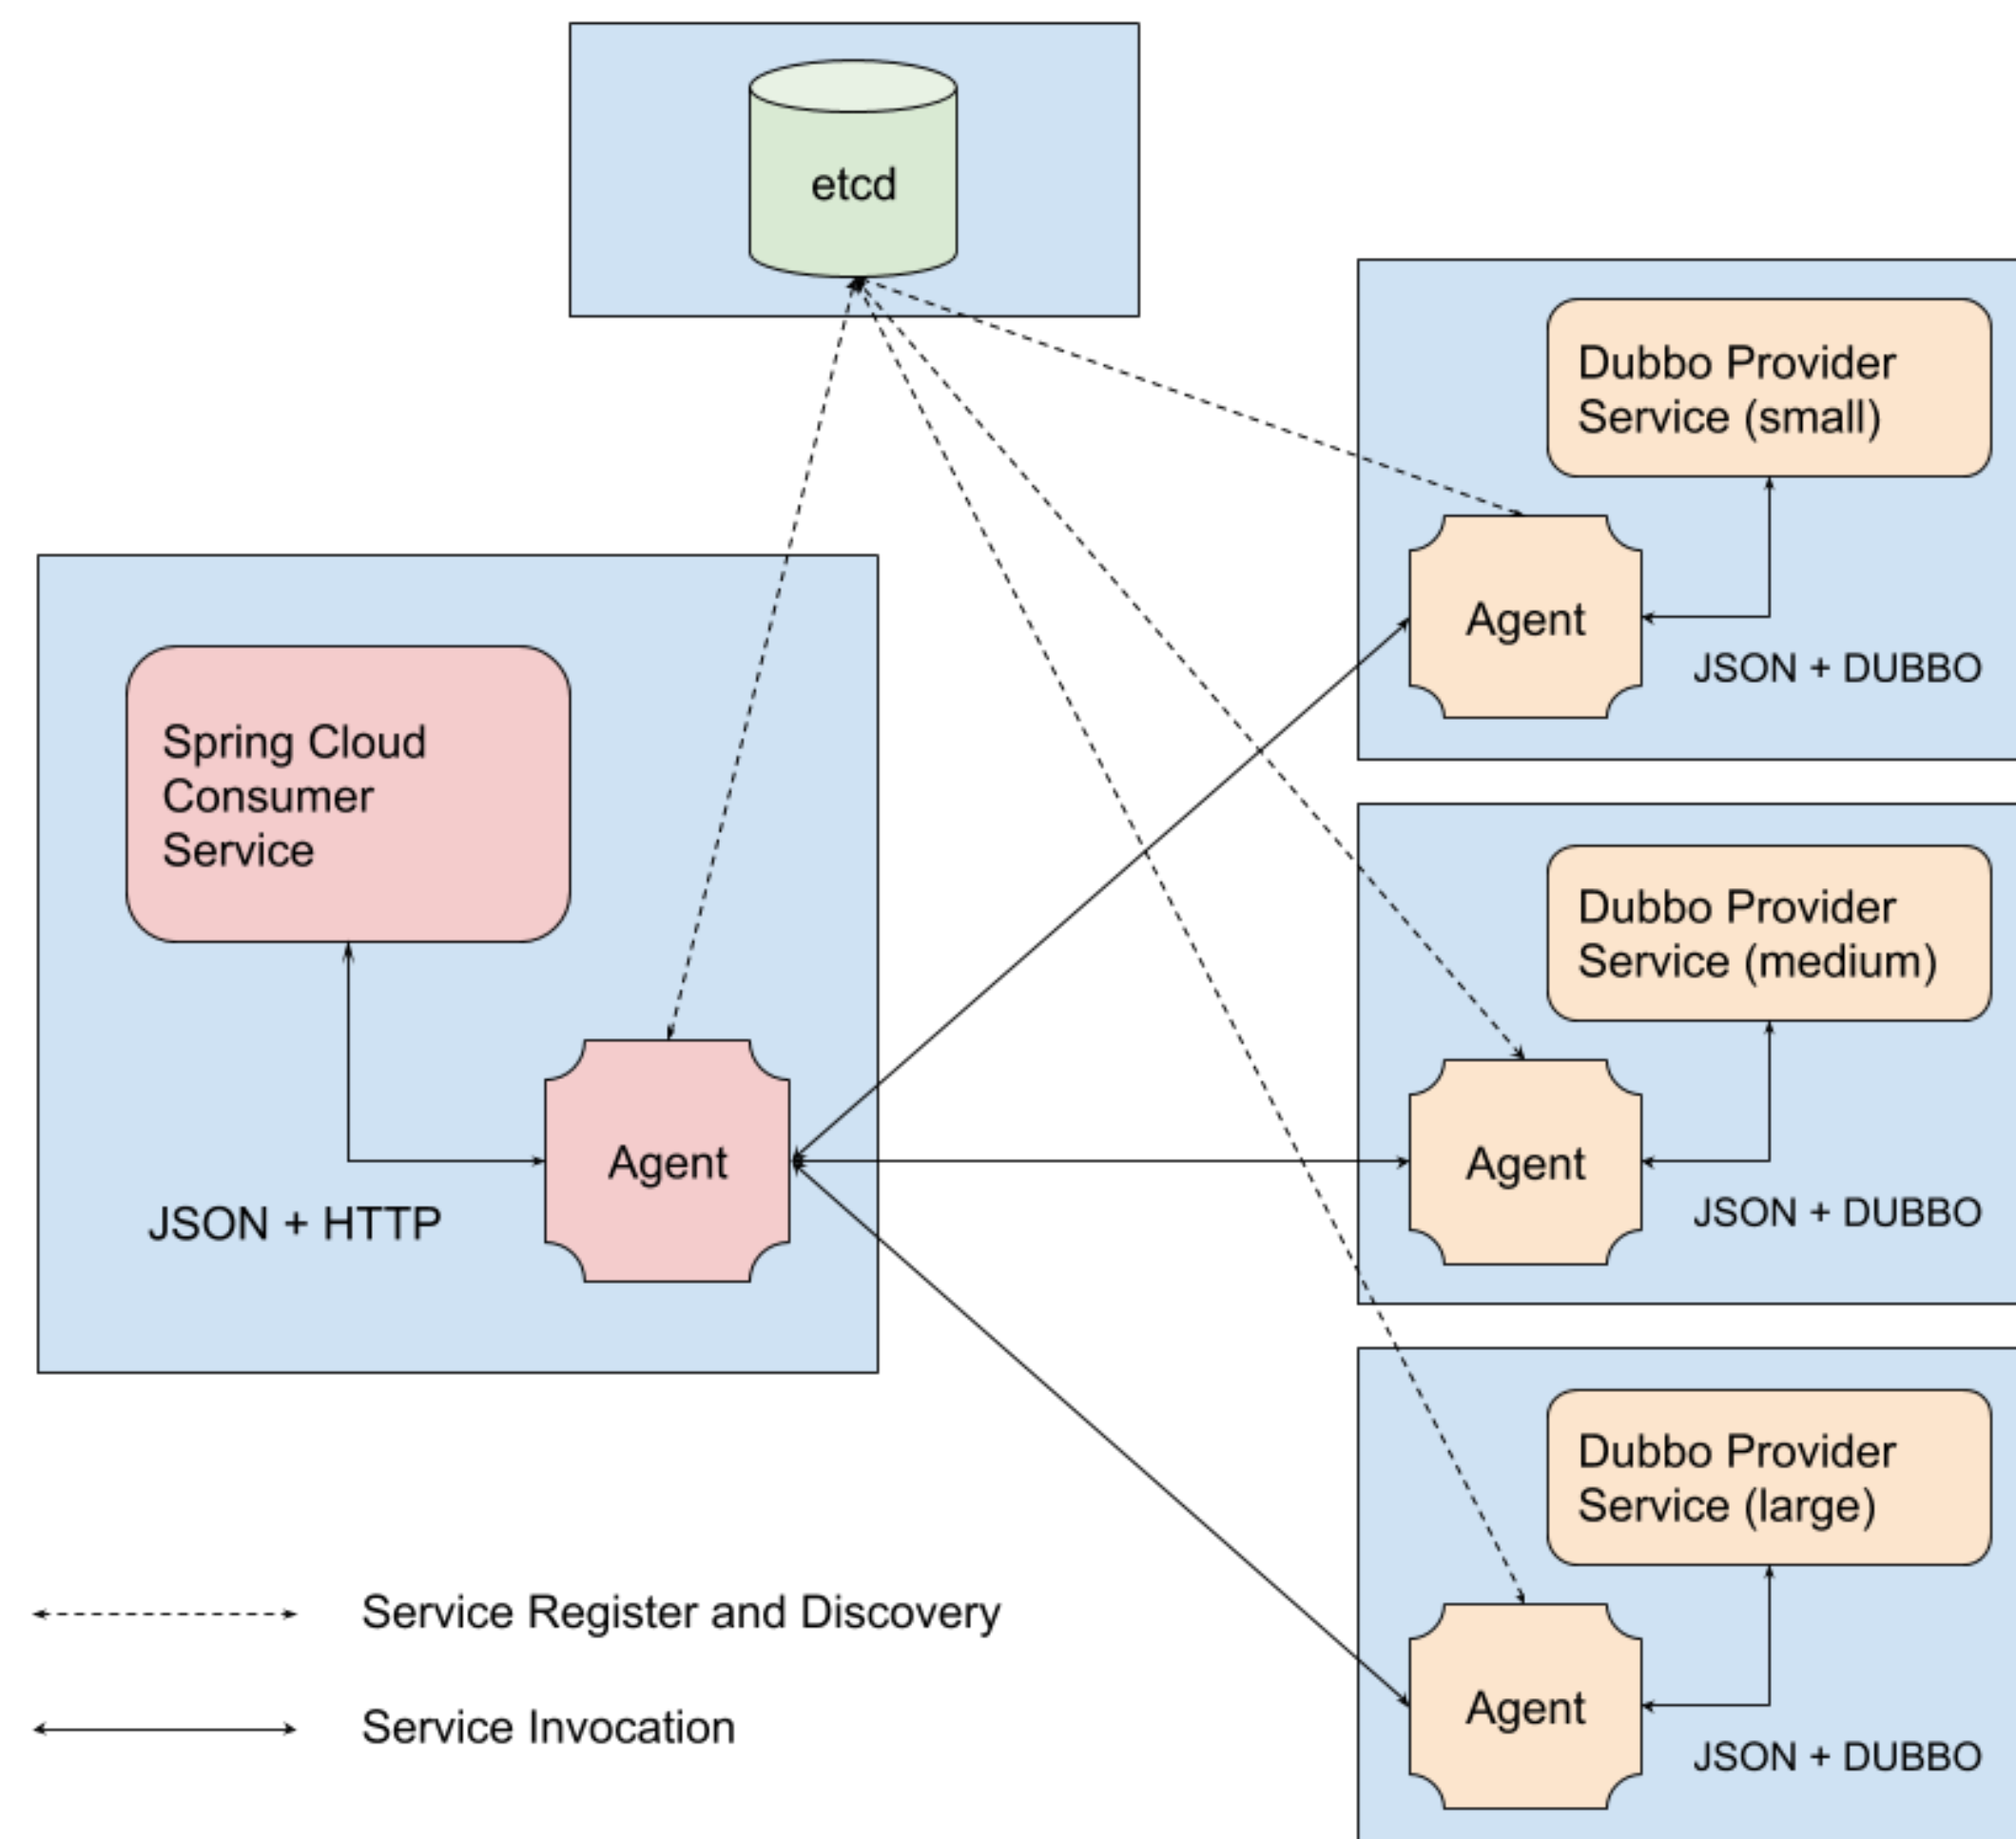 etcd
Dubbo Provider
Service (small)
Agent
JSON + DUBBO
Spring Cloud
Consumer
Service
Agent
JSON + HTTP
Dubbo Provider
Service (medium)
Agent
JSON + DUBBO
Dubbo Provider
Service (large)
Agent
JSON + DUBBO
Service Register and Discovery
Service Invocation